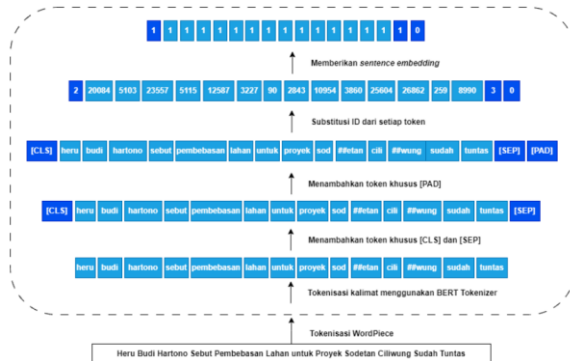 1 1 1 1 1 1 1 1 1 1 1 1 1 1 1 1 0
Memberikan sentence embedding
2 20084 5103 23557 5115 12587 3227 90 2843 10954 3860 25604 26862 259 8990 3 0
Substitusi ID dari setiap token
[CLS] heru budi hartono sebut pembebasan lahan untuk proyek sod ##etan cili ##wung sudah tuntas [SEP] [PAD]
Menambahkan token khusus [PAD]
[CLS] heru budi hartono sebut pembebasan lahan untuk proyek sod ##etan cili ##wung sudah tuntas [SEP]
Menambahkan token khusus [CLS] dan [SEP]
heru budi hartono sebut pembebasan lahan untuk proyek sod ##etan cili ##wung sudah tuntas
Tokenisasi kalimat menggunakan BERT Tokenizer
Tokenisasi WordPiece
Heru Budi Hartono Sebut Pembebasan Lahan untuk Proyek Sodetan Ciliwung Sudah Tuntas